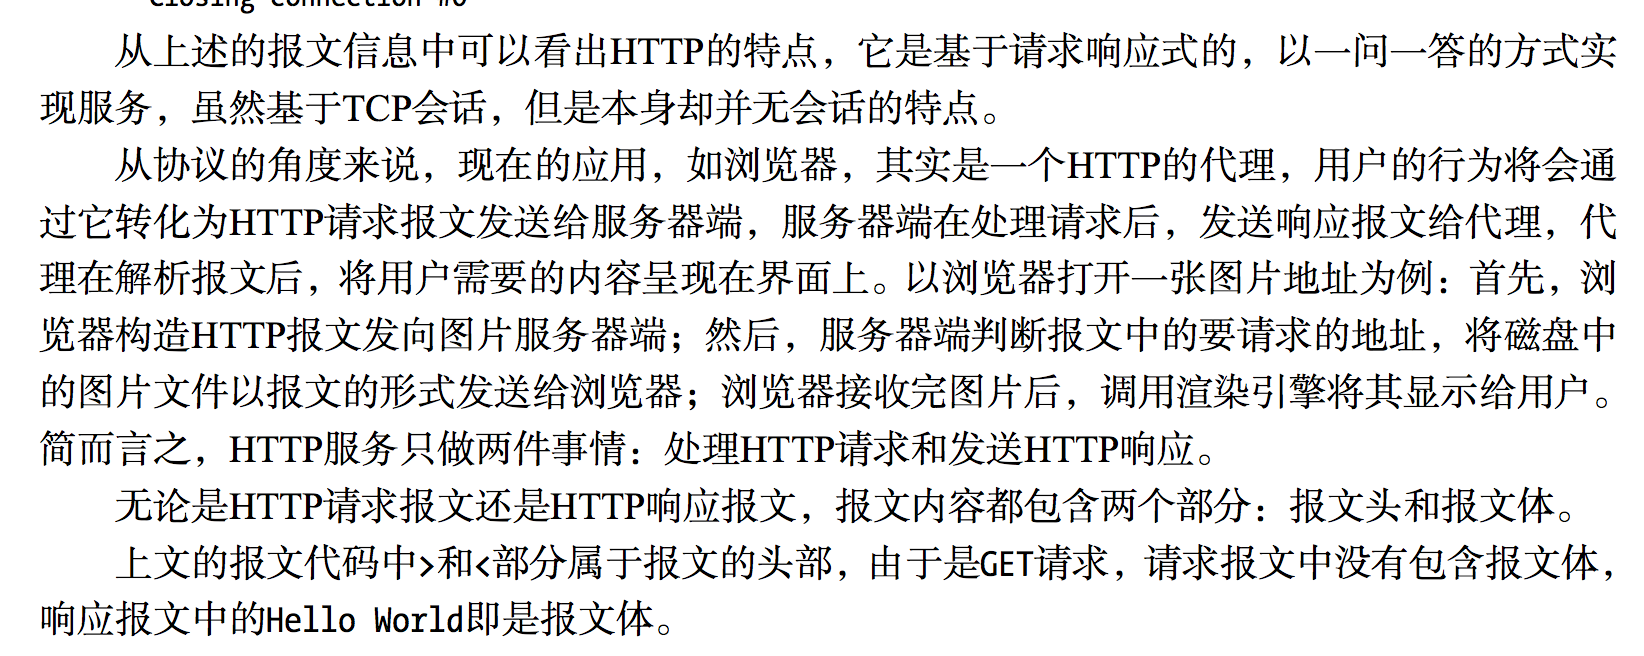 closing connection #0
从上述的报文信息中可以看出HTTP的特点，它是基于请求响应式的，以一问一答的方式实
现服务，虽然基于TCP会话，但是本身却并无会话的特点。
从协议的角度来说，现在的应用，如浏览器，其实是一个HTTP的代理，用户的行为将会通
过它转化为HTTP请求报文发送给服务器端，服务器端在处理请求后，发送响应报文给代理，代
理在解析报文后，将用户需要的内容呈现在界面上。以浏览器打开一张图片地址为例：首先，浏
览器构造HTTP报文发向图片服务器端；然后，服务器端判断报文中的要请求的地址，将磁盘中
的图片文件以报文的形式发送给浏览器；浏览器接收完图片后，调用渲染引擎将其显示给用户。
简而言之，HTTP服务只做两件事情：处理HTTP请求和发送HTTP响应。
无论是HTTP请求报文还是HTTP响应报文，报文内容都包含两个部分：报文头和报文体。
上文的报文代码中>和<部分属于报文的头部，由于是GET请求，请求报文中没有包含报文体，
响应报文中的Hello World即是报文体。